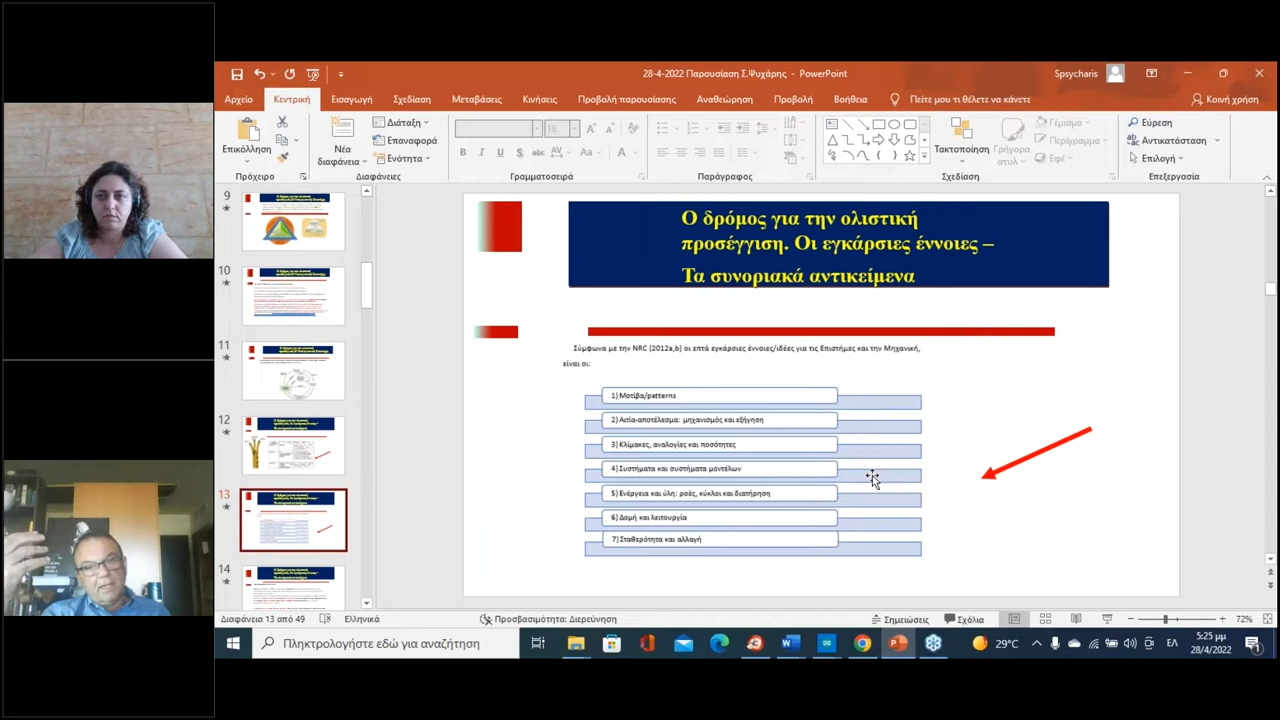 28-4-2022 Παρουσίαση Σ.Ψυχάρης - PowerPoint
Spsycharis
Αρχείο
Κεντρική
Εισαγωγή
Σχεδίαση
Μεταβάσεις
Κινήσεις
Προβολή παρουσίασης
Αναθεώρηση
Προβολή
Βοήθεια
Πείτε μου τι θέλετε να κάνετε
Κοινή χρήση
Επικόλληση
Νέα
διαφάνεια
Διάταξη
Επαναφορά
Ενότητα
16
Τακτοποίηση
Γρήγορα
στυλ
Γέμισμα
Περίγραμμα
Εφέ
Εύρεση
Αντικατάσταση
Επιλογή
Πρόχειρο
Διαφάνειες
Γραμματοσειρά
Παράγραφος
Σχεδίαση
Επεξεργασία
9
10
11
12
13
14
Ο δρόμος για την ολιστική
προσέγγιση. Οι εγκάρσιες έννοιες –
Τα συνοριακά αντικείμενα
Σύμφωνα με την NRC (2012a,b) οι επτά εγκάρσιες έννοιες/ιδέες για τις Επιστήμες και την Μηχανική,
είναι οι:
1) Μοτίβα/patterns
2) Αιτία-αποτέλεσμα: μηχανισμός και εξήγηση
3) Κλίμακες, αναλογίες και ποσότητες
4) Συστήματα και συστήματα μοντέλων
5) Ενέργεια και ύλη: ροές, κύκλοι και διατήρηση
6) Δομή και λειτουργία
7) Σταθερότητα και αλλαγή
Διαφάνεια 13 από 49
Ελληνικά
Προσβασιμότητα: Διερεύνηση
Σημειώσεις
Σχόλια
72%
Πληκτρολογήστε εδώ για αναζήτηση
29°C
ΕΛ
5:25 μμ
28/4/2022